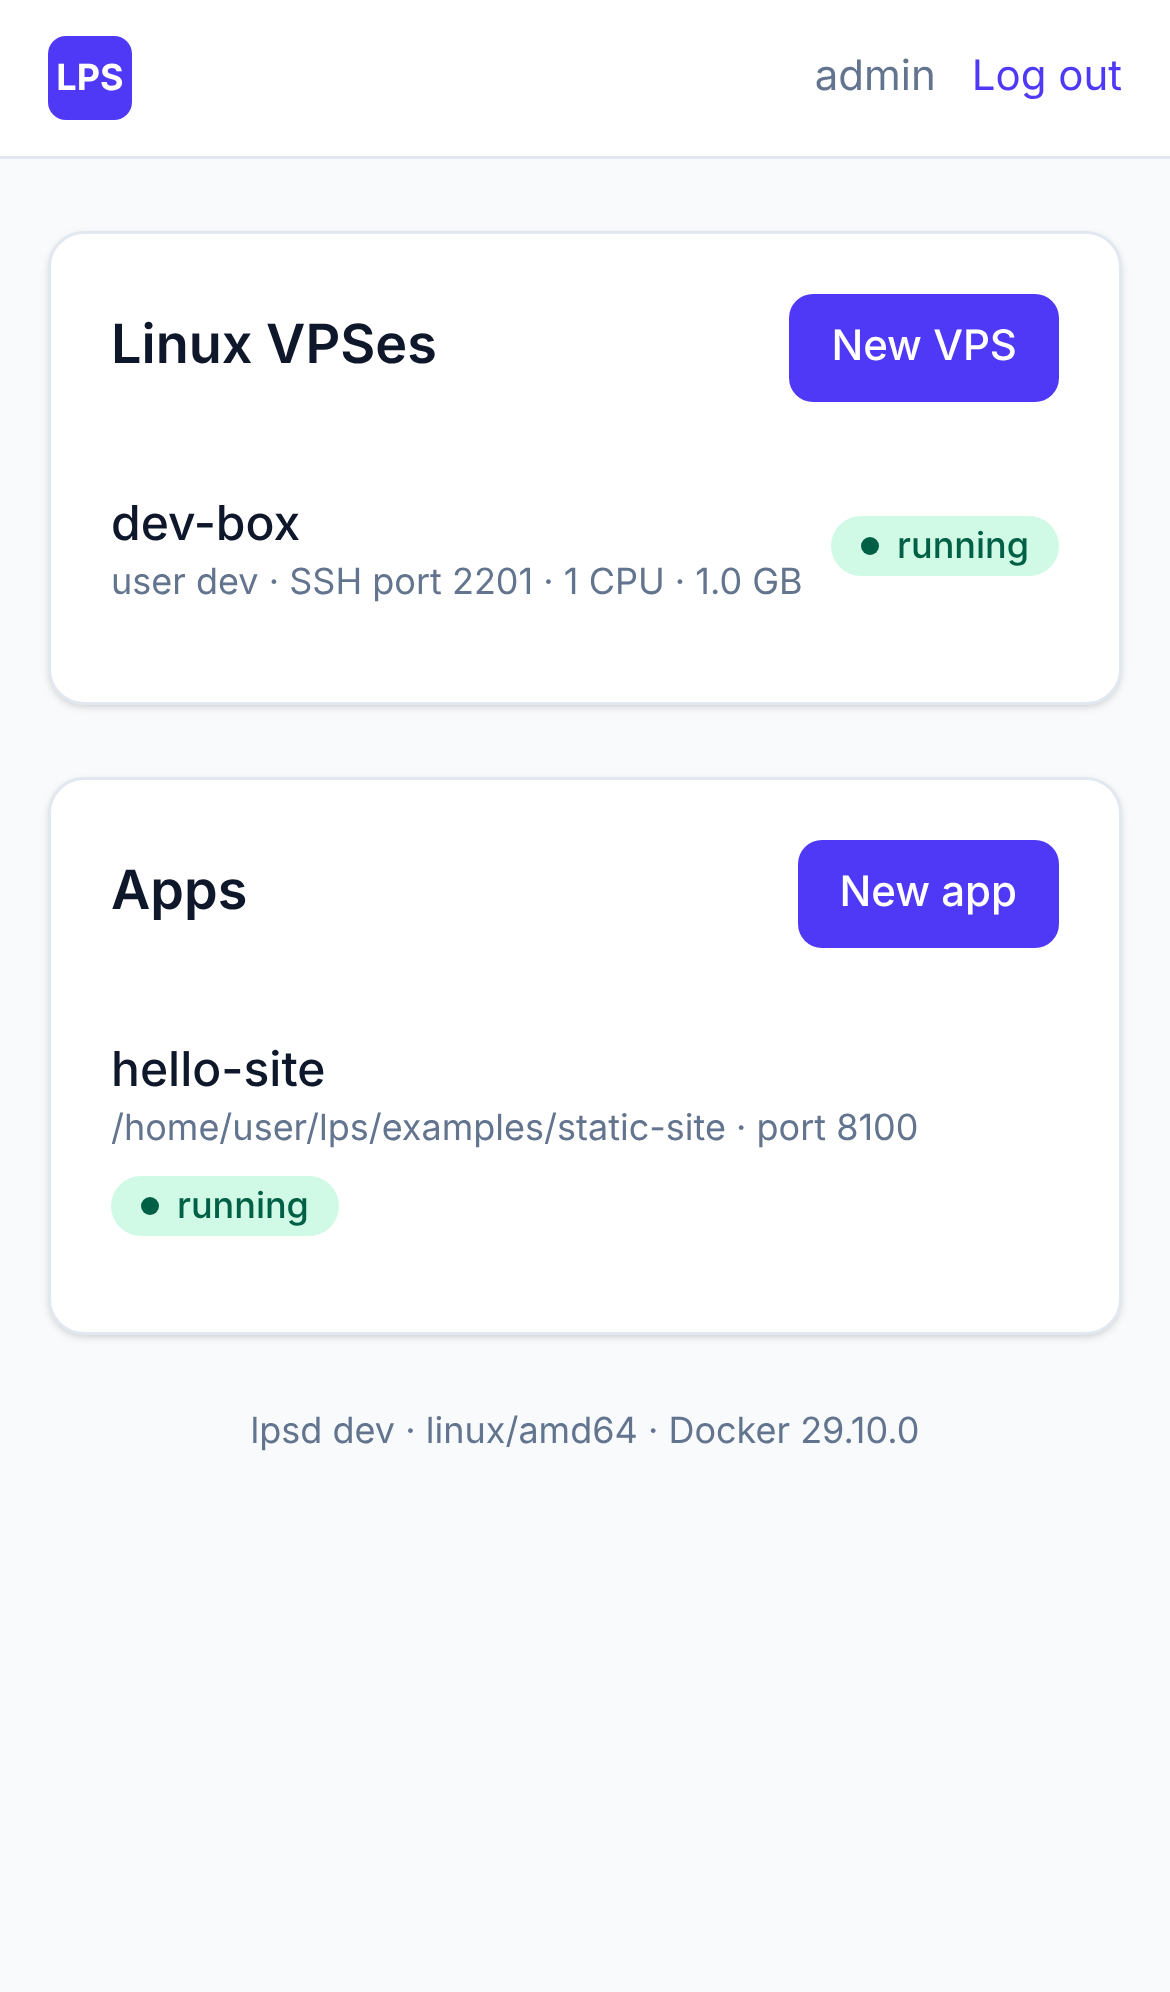 LPS
admin Log out
Linux VPSes
New VPS
dev-box
user dev · SSH port 2201 · 1 CPU · 1.0 GB
running
Apps
New app
hello-site
/home/user/lps/examples/static-site · port 8100
running
lpsd dev · linux/amd64 · Docker 29.10.0